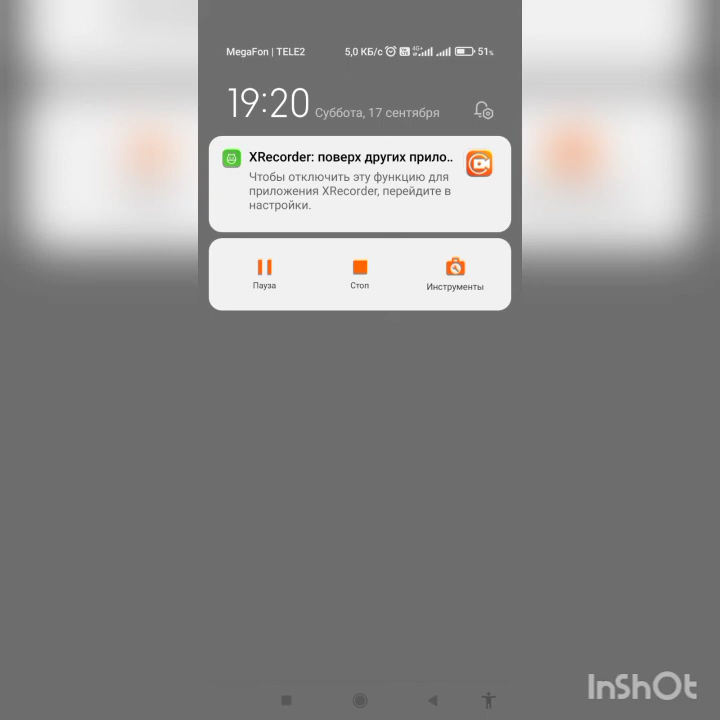 MegaFon | TELE2 5,0 КБ/с 4G+ 51%
19:20 Суббота, 17 сентября
XRecorder: поверх других прило..
Чтобы отключить эту функцию для
приложения XRecorder, перейдите в
настройки.
Пауза Стоп Инструменты
InShOt